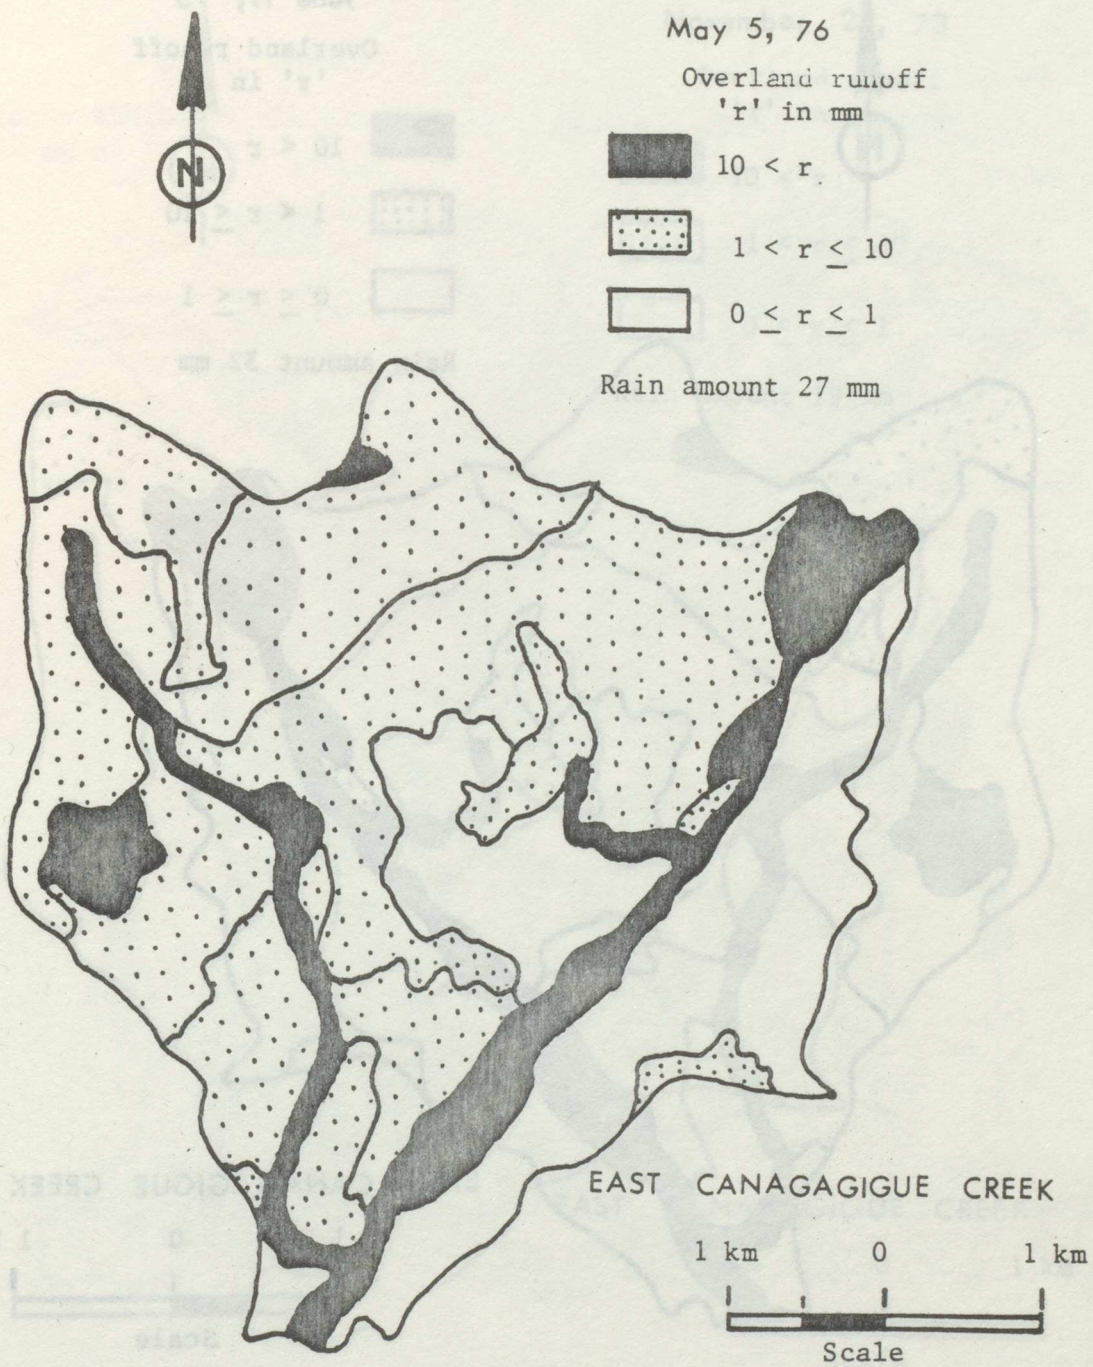 May 5, 76
Overland runoff
'r' in mm
N
10 < r
1 < r ≤ 10
0 ≤ r ≤ 1
Rain amount 27 mm
EAST CANAGAGIGUE CREEK
1 km 0 1 km
Scale